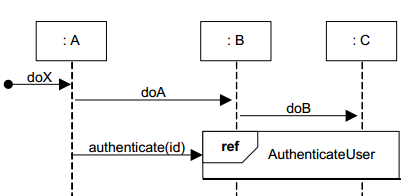 : A
: B
: C
doX
doA
doB
authenticate(id)
ref
AuthenticateUser